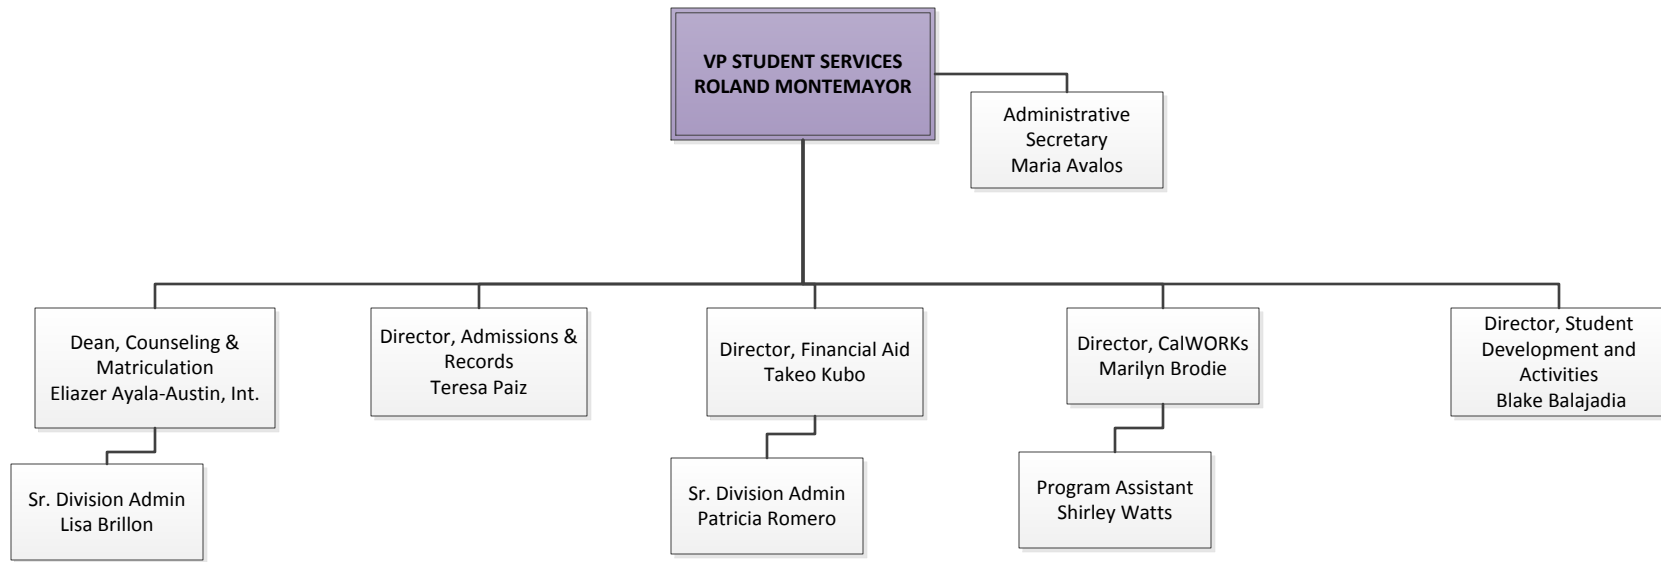 VP STUDENT SERVICES
ROLAND MONTEMAYOR
Administrative
Secretary
Maria Avalos
Dean, Counseling &
Matriculation
Eliazer Ayala-Austin, Int.
Director, Admissions &
Records
Teresa Paiz
Director, Financial Aid
Takeo Kubo
Director, CalWORKs
Marilyn Brodie
Director, Student
Development and
Activities
Blake Balajadia
Sr. Division Admin
Lisa Brillon
Sr. Division Admin
Patricia Romero
Program Assistant
Shirley Watts